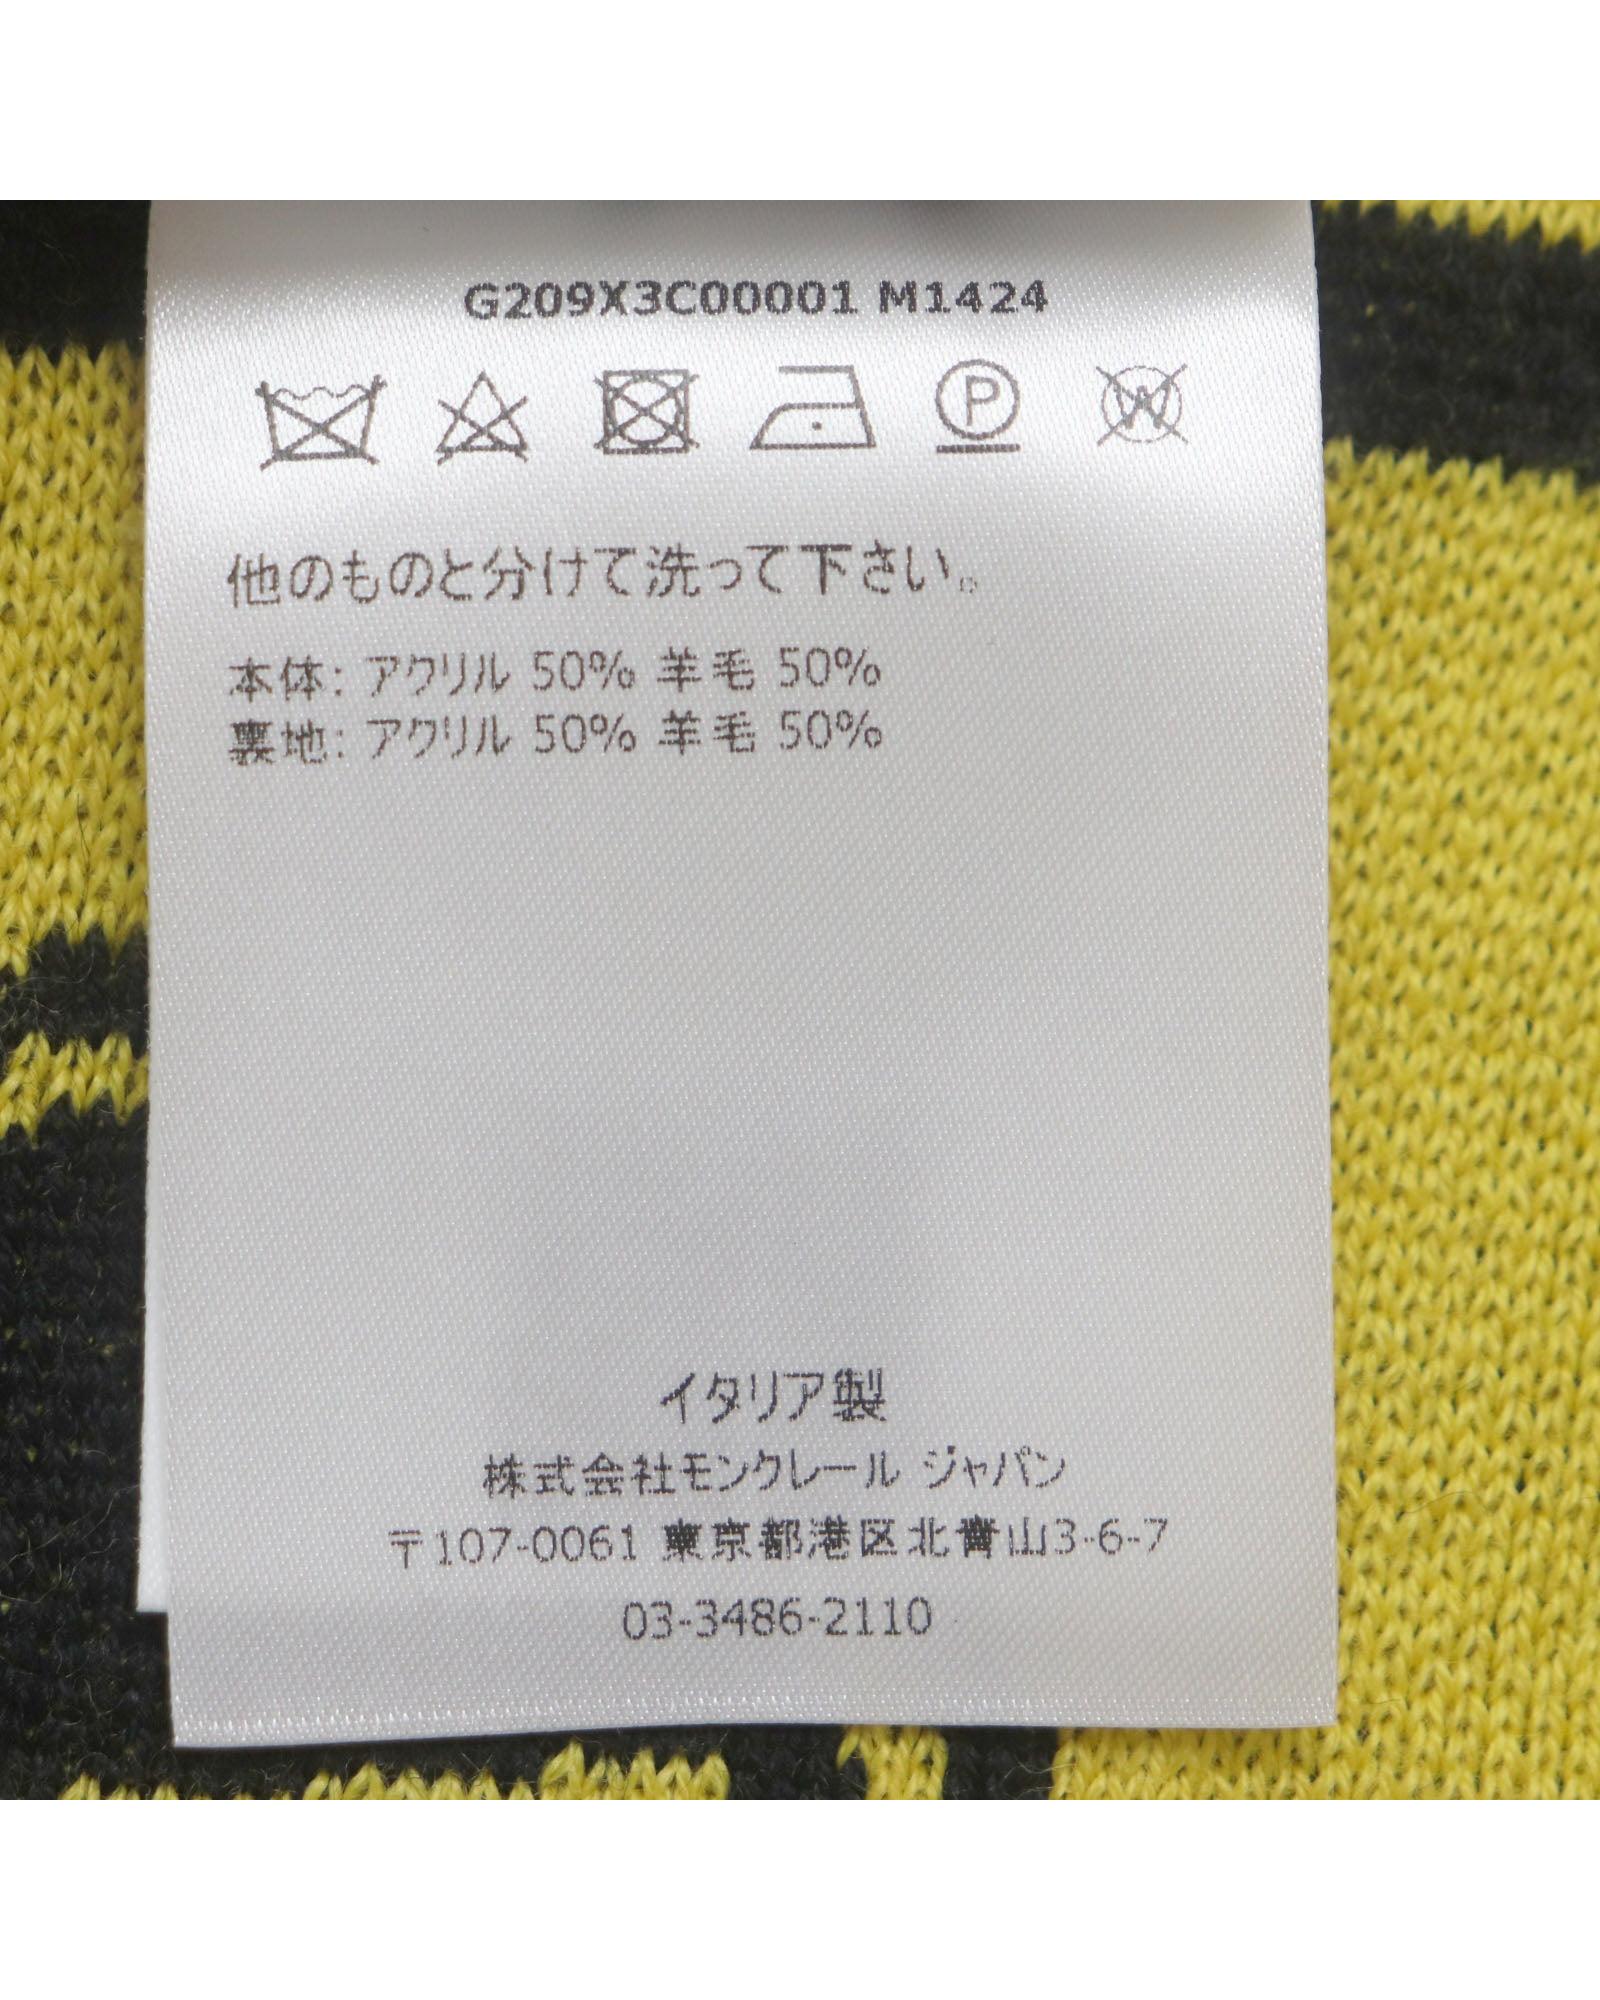 G209X3C00001 M1424
P
W
他のものと分けて洗って下さい。
本体: アクリル 50% 羊毛 50%
裏地: アクリル 50% 羊毛 50%
イタリア製
株式会社モンクレール ジャパン
〒107-0061 東京都港区北青山3-6-7
03-3486-2110